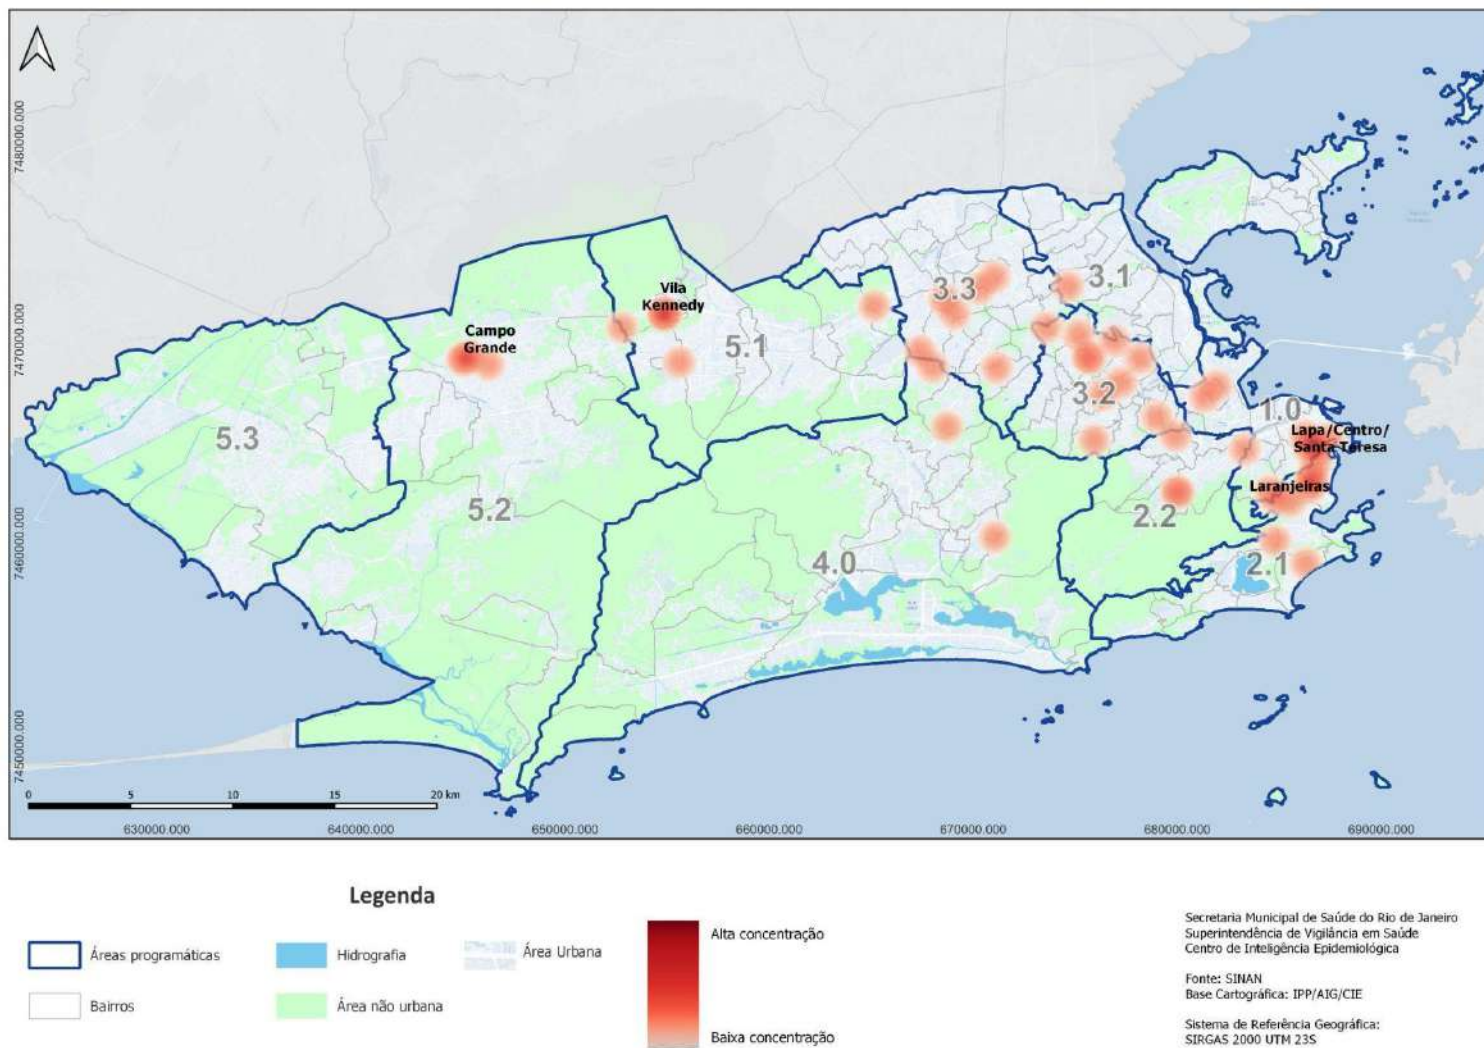 7480000.000
7470000.000
7460000.000
7450000.000
3.3
3.1
Vila
Kennedy
Campo
Grande
5.1
3.2
1.0
Lapa/Centro/
Santa Teresa
5.3
Laranjeiras
5.2
2.2
4.0
2.1
0 5 10 15 20 km
630000.000 640000.000 650000.000 660000.000 670000.000 680000.000 690000.000
Legenda
Áreas programáticas
Bairros
Hidrografia
Área não urbana
Área Urbana
Alta concentração
Baixa concentração
Secretaria Municipal de Saúde do Rio de Janeiro
Superintendência de Vigilância em Saúde
Centro de Inteligência Epidemiológica
Fonte: SINAN
Base Cartográfica: IPP/AIG/CIE
Sistema de Referência Geográfica:
SIRGAS 2000 UTM 23S